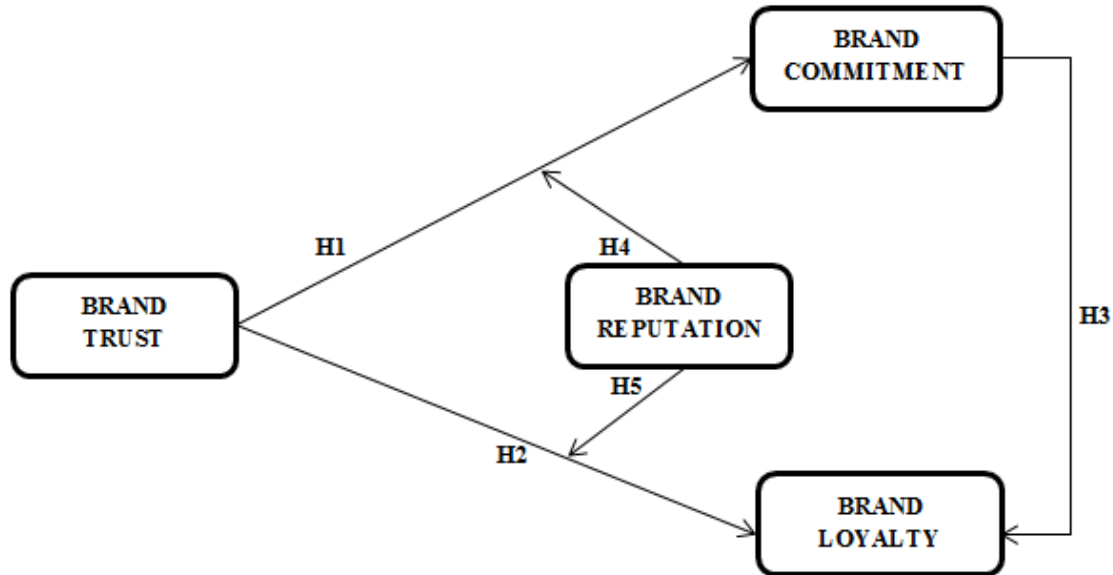 BRAND
COMMITMENT
H1
H4
BRAND
TRUST
BRAND
REPUTATION
H3
H5
H2
BRAND
LOYALTY